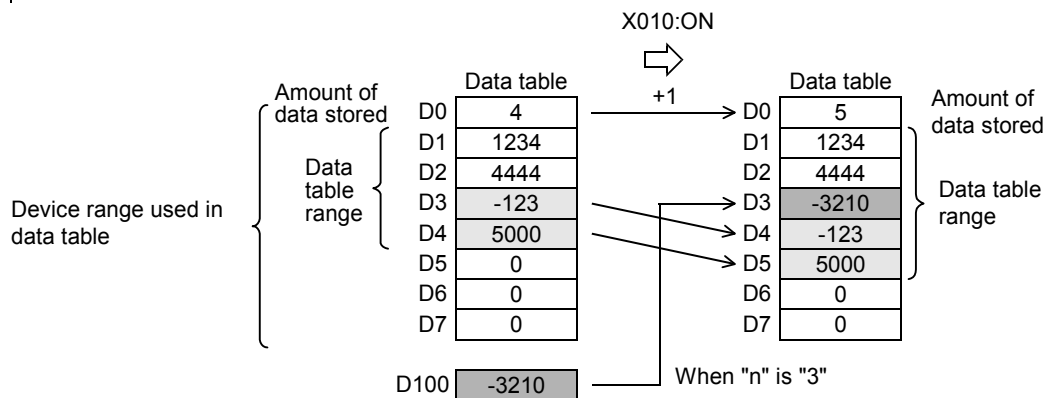 X010:ON
Data table
Data table
Amount of
data stored
+1
Amount of
data stored
D0 4
D0 5
D1 1234
D1 1234
D2 4444
D2 4444
D3 -123
D3 -3210
D4 5000
D4 -123
D5 0
D5 5000
D6 0
D6 0
D7 0
D7 0
Data
table
range
Data table
range
Device range used in
data table
D100 -3210
When "n" is "3"